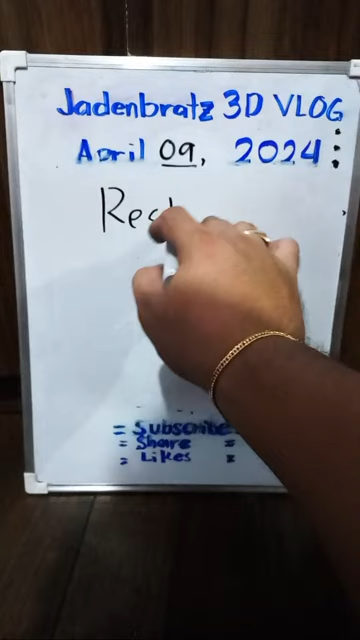 Jadenbratz 3D VLOG
April 09, 2024 :
= Subscribe
= Share =
= Likes =